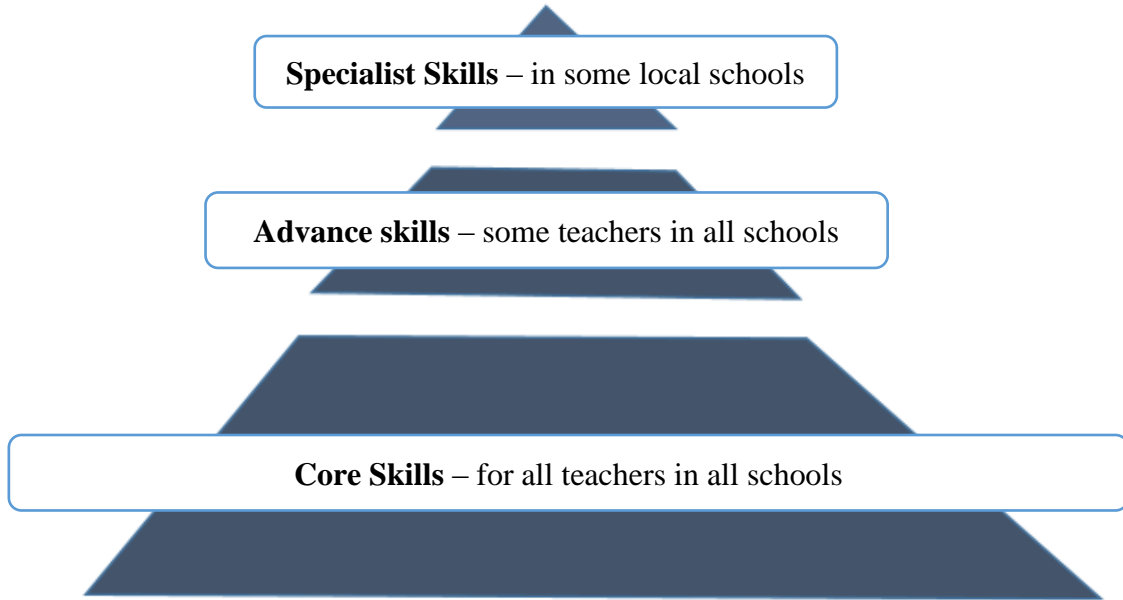 Specialist Skills – in some local schools
Advance skills – some teachers in all schools
Core Skills – for all teachers in all schools